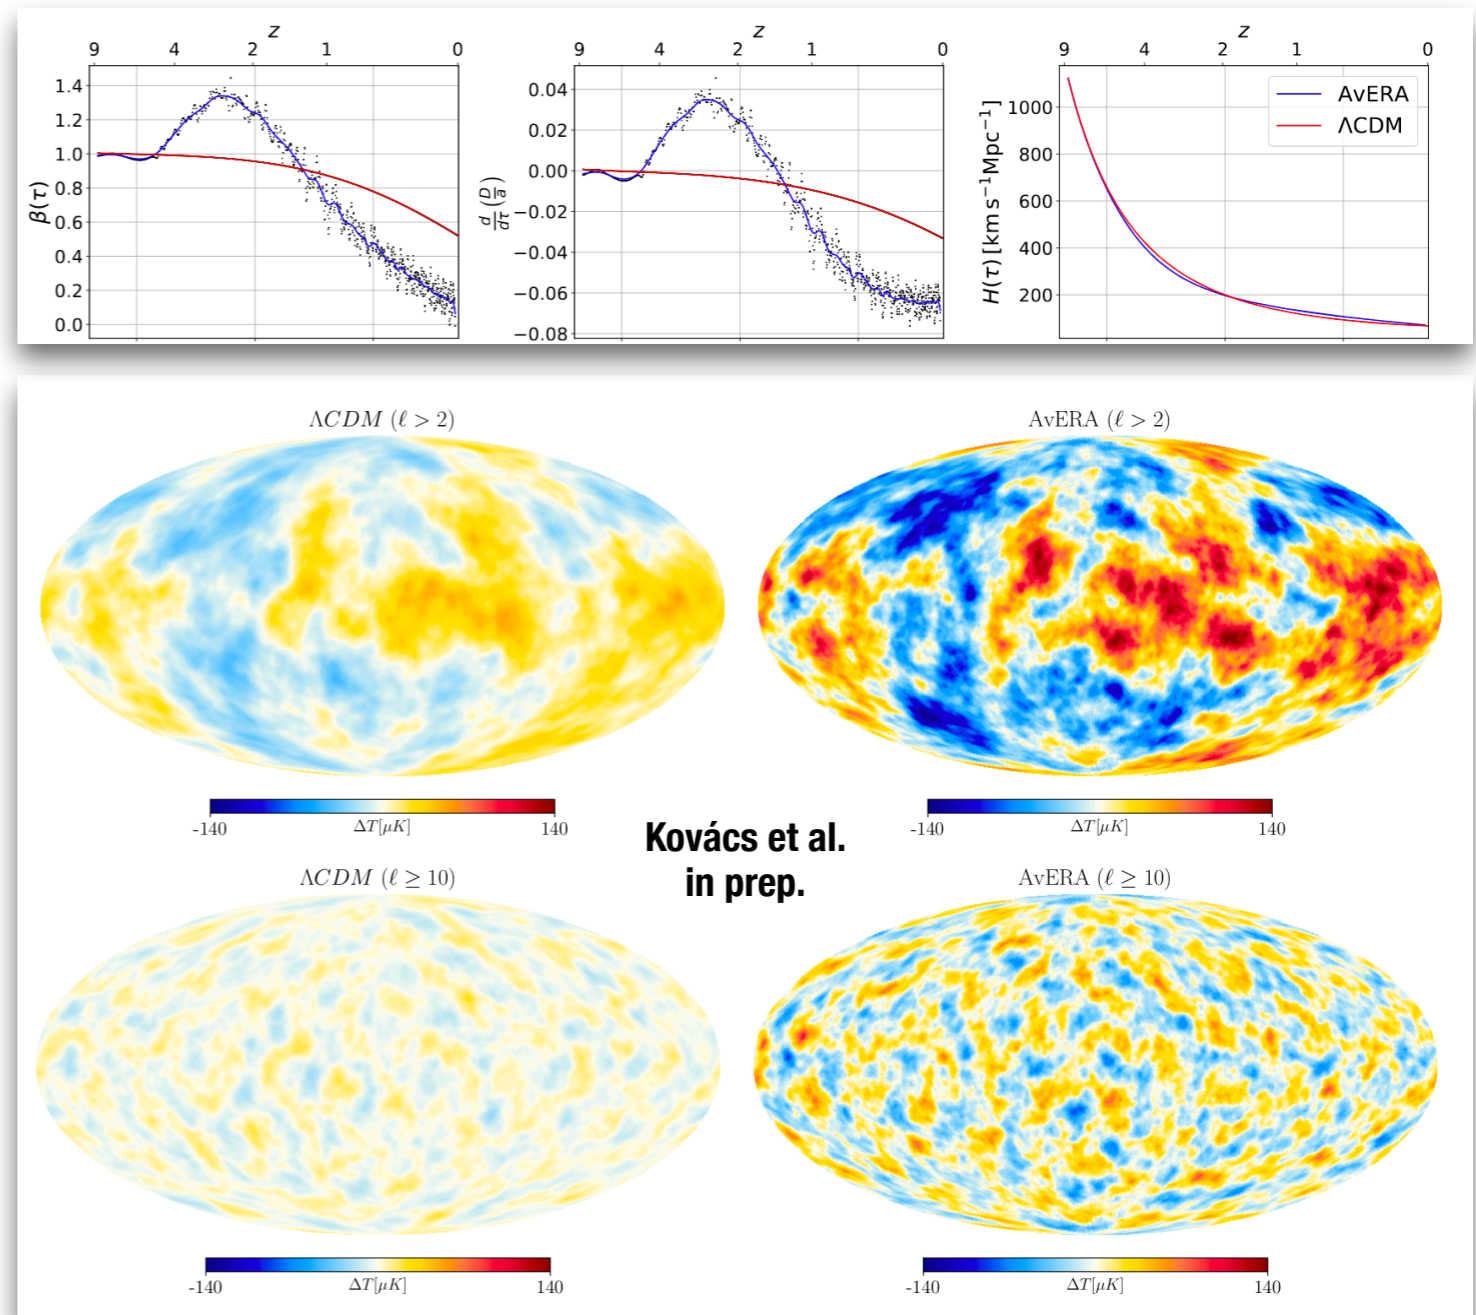 z
9 4 2 1 0
β(τ)
1.4
1.2
1.0
0.8
0.6
0.4
0.2
0.0
z
9 4 2 1 0
d/dτ (D/a)
0.04
0.02
0.00
−0.02
−0.04
−0.06
−0.08
z
9 4 2 1 0
H(τ) [km s⁻¹Mpc⁻¹]
1000
800
600
400
200
AvERA
ΛCDM
ΛCDM (ℓ > 2)
-140 ΔT[μK] 140
AvERA (ℓ > 2)
-140 ΔT[μK] 140
Kovács et al.
in prep.
ΛCDM (ℓ ≥ 10)
-140 ΔT[μK] 140
AvERA (ℓ ≥ 10)
-140 ΔT[μK] 140